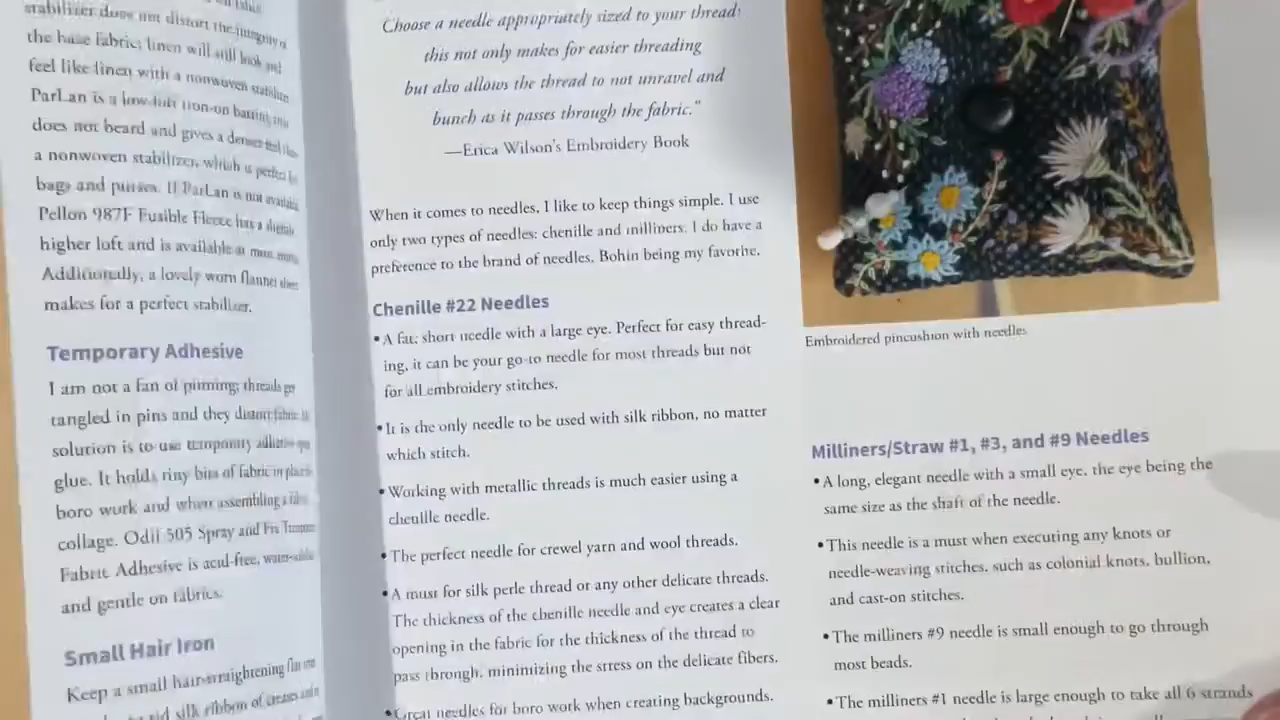 stabilizer does not distort the integrity of
the base fabric; linen will still look and
feel like linen with a nonwoven stabilizer.
ParLan is a low-loft iron-on batting
does not beard and gives a denser feel
a nonwoven stabilizer, which is perfect
bags and purses. If ParLan is not available,
Pellon 987F Fusible Fleece has a
higher loft and is available at most
Additionally, a lovely worn flannel
makes for a perfect stabilizer.
Temporary Adhesive
I am not a fan of pinning; threads get
tangled in pins and they distort fabric.
solution is to use temporary adhesive
glue. It holds tiny bits of fabric in place
boro work and when assembling a
collage. Odif 505 Spray and
Fabric Adhesive is acid-free, water-soluble
and gentle on fabrics.
Small Hair Iron
Keep a small hair-straightening flat iron
rid silk ribbon of creases
Choose a needle appropriately sized to your thread;
this not only makes for easier threading
but also allows the thread to not unravel and
bunch as it passes through the fabric."
—Erica Wilson's Embroidery Book
When it comes to needles, I like to keep things simple. I use
only two types of needles: chenille and milliners. I do have a
preference to the brand of needles, Bohin being my favorite.
Chenille #22 Needles
• A fat, short needle with a large eye. Perfect for easy thread-
ing, it can be your go-to needle for most threads but not
for all embroidery stitches.
• It is the only needle to be used with silk ribbon, no matter
which stitch.
• Working with metallic threads is much easier using a
chenille needle.
• The perfect needle for crewel yarn and wool threads.
• A must for silk perle thread or any other delicate threads.
The thickness of the chenille needle and eye creates a clear
opening in the fabric for the thickness of the thread to
pass through, minimizing the stress on the delicate fibers.
• Great needles for boro work when creating backgrounds.
Embroidered pincushion with needles
Milliners/Straw #1, #3, and #9 Needles
• A long, elegant needle with a small eye, the eye being the
same size as the shaft of the needle.
• This needle is a must when executing any knots or
needle-weaving stitches, such as colonial knots, bullion,
and cast-on stitches.
• The milliners #9 needle is small enough to go through
most beads.
• The milliners #1 needle is large enough to take all 6 strands